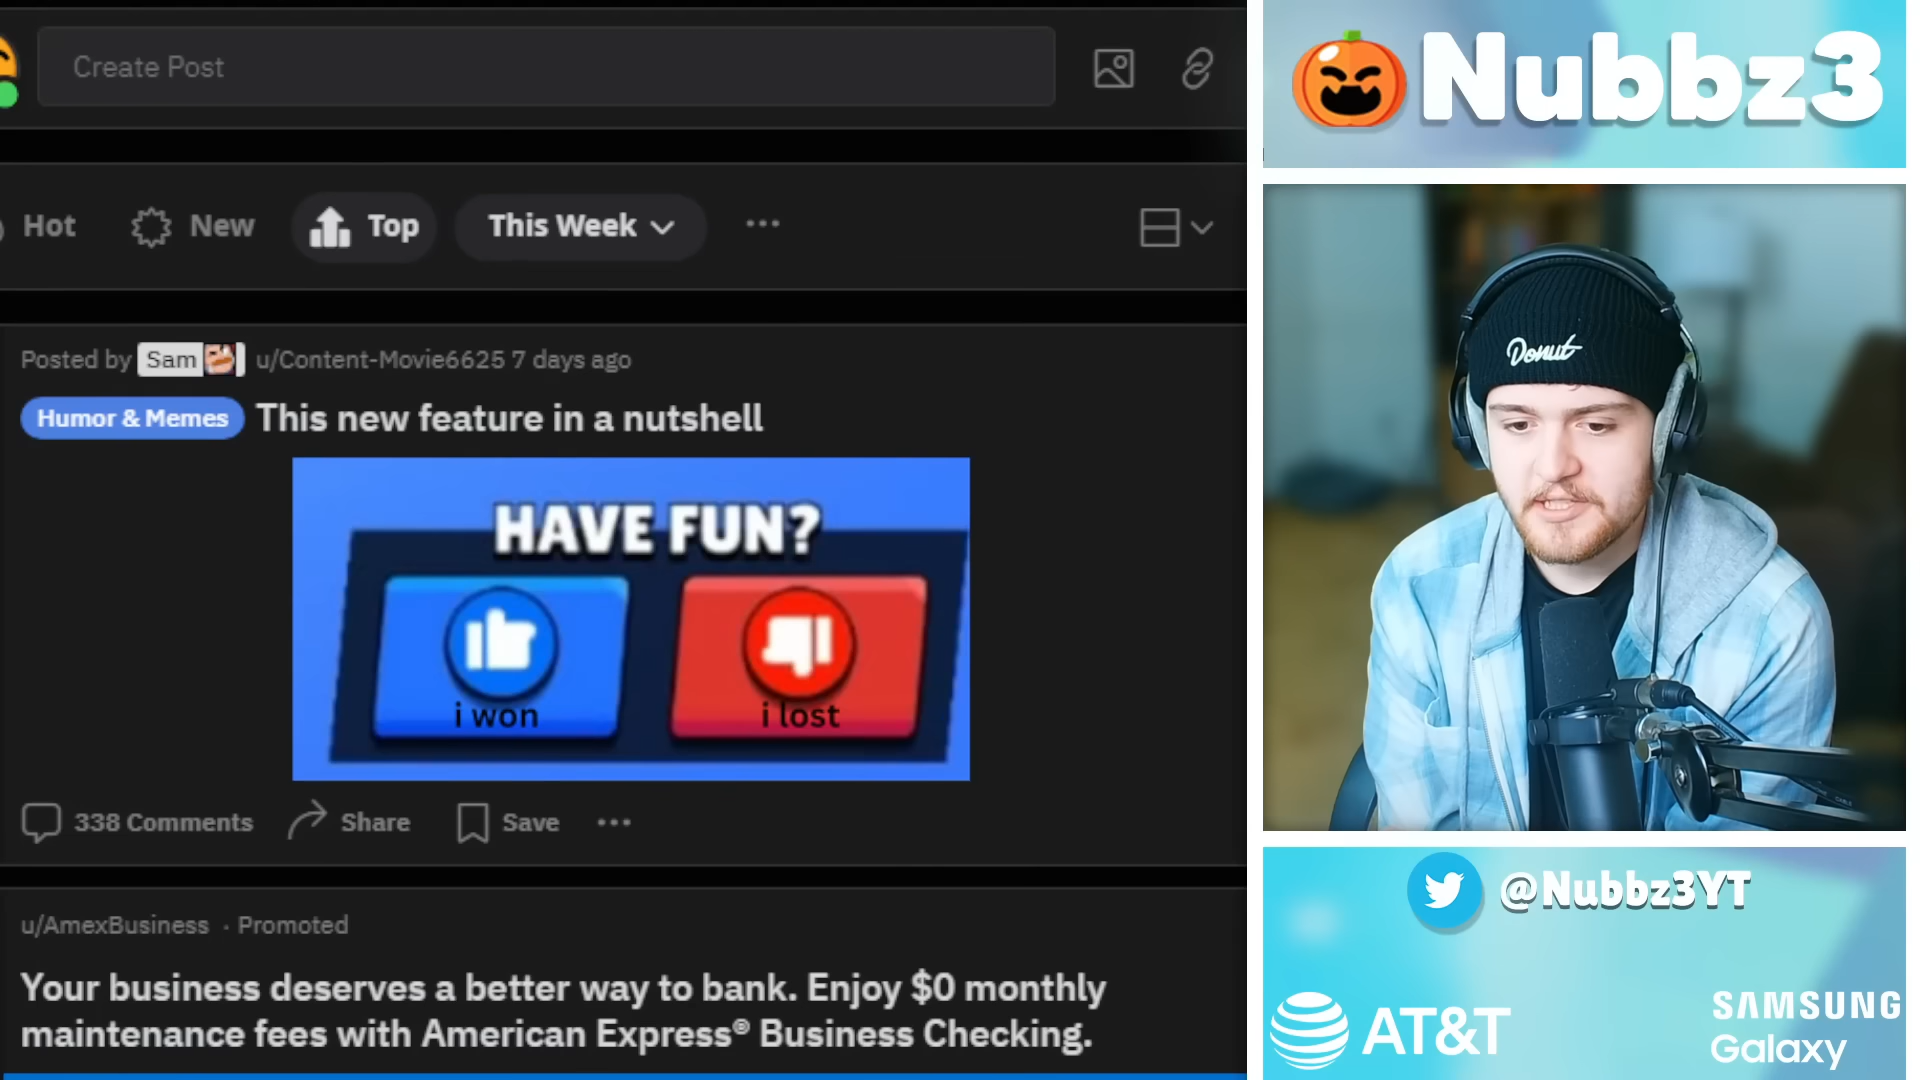 Create Post
Hot
New
Top
This Week
Posted by Sam u/Content-Movie6625 7 days ago
Humor & Memes This new feature in a nutshell
HAVE FUN?
i won
i lost
338 Comments
Share
Save
u/AmexBusiness · Promoted
Your business deserves a better way to bank. Enjoy $0 monthly
maintenance fees with American Express® Business Checking.
Nubbz3
Donut
@Nubbz3YT
AT&T
SAMSUNG
Galaxy